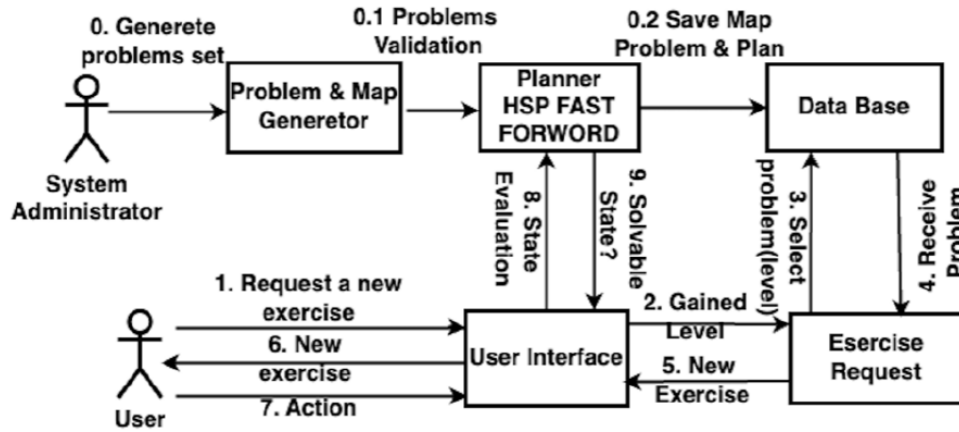 0. Generete
problems set
0.1 Problems
Validation
0.2 Save Map
Problem & Plan
Problem & Map
Generetor
Planner
HSP FAST
FORWORD
Data Base
System
Administrator
8. State
Evaluation
9. Solvable
State?
3. Select
problem(level)
4. Receive
Problem
1. Request a new
exercise
6. New
exercise
7. Action
User
User Interface
2. Gained
Level
5. New
Exercise
Esercise
Request